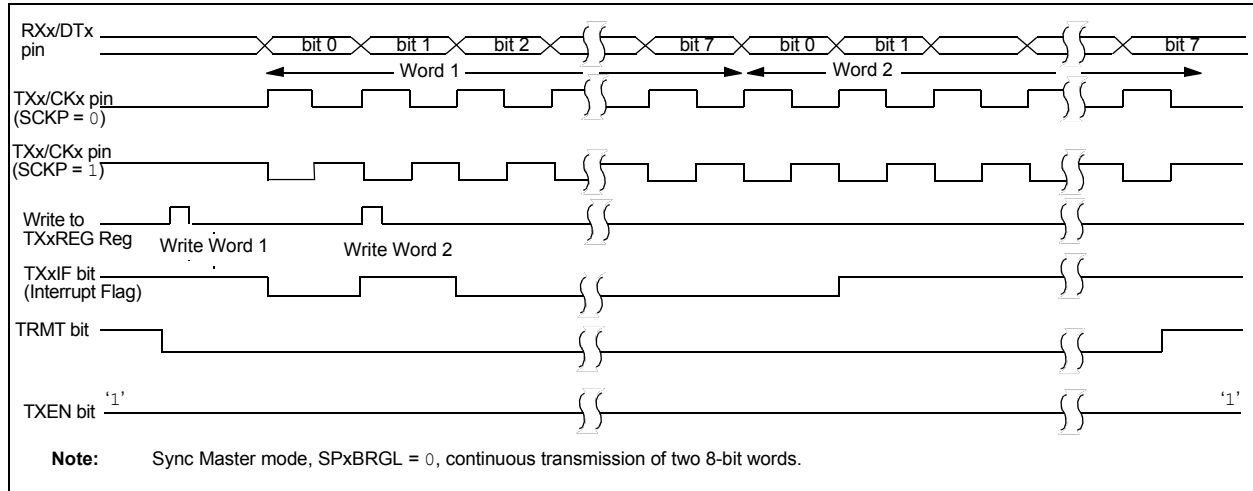 RXx/DTx
pin
bit 0 bit 1 bit 2 bit 7 bit 0 bit 1 bit 7
Word 1 Word 2
TXx/CKx pin
(SCKP = 0)
TXx/CKx pin
(SCKP = 1)
Write to
TXxREG Reg
Write Word 1 Write Word 2
TXxIF bit
(Interrupt Flag)
TRMT bit
'1' '1'
TXEN bit
Note: Sync Master mode, SPxBRGL = 0, continuous transmission of two 8-bit words.